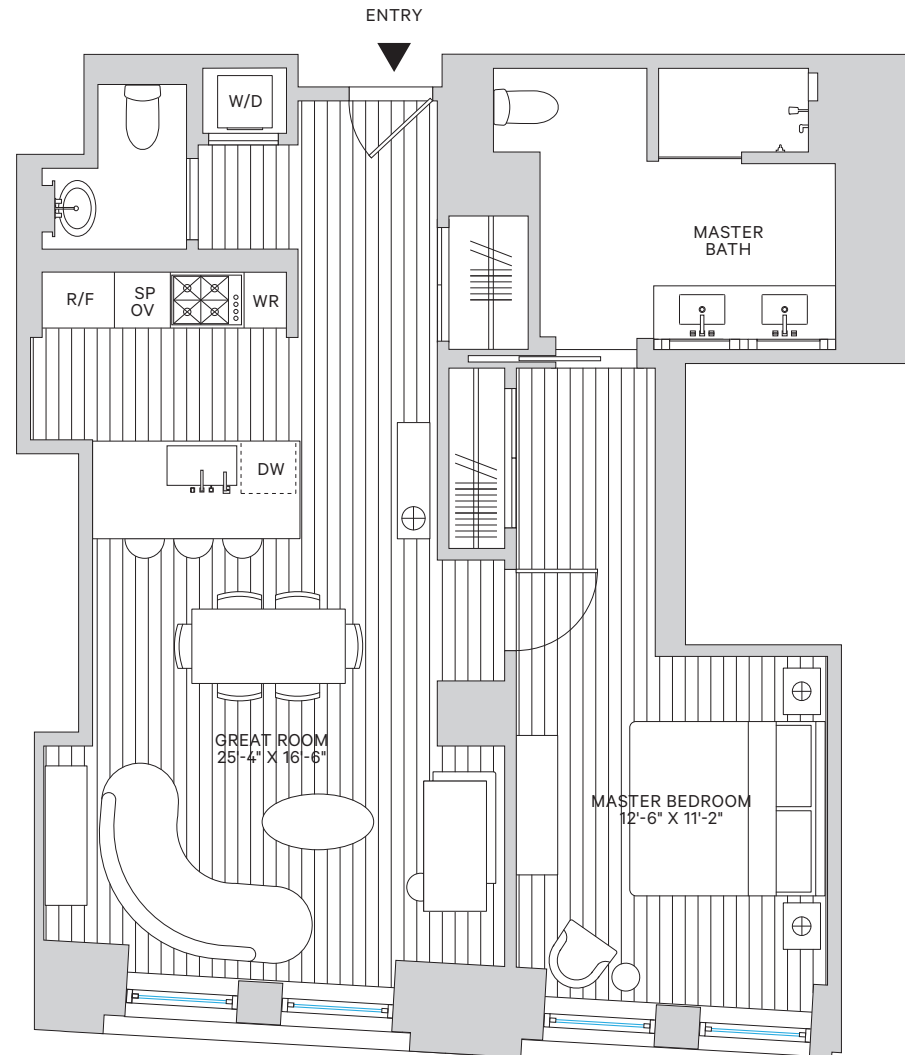 ENTRY
W/D
MASTER
BATH
R/F
SP
OV
WR
DW
GREAT ROOM
25'-4" X 16'-6"
MASTER BEDROOM
12'-6" X 11'-2"